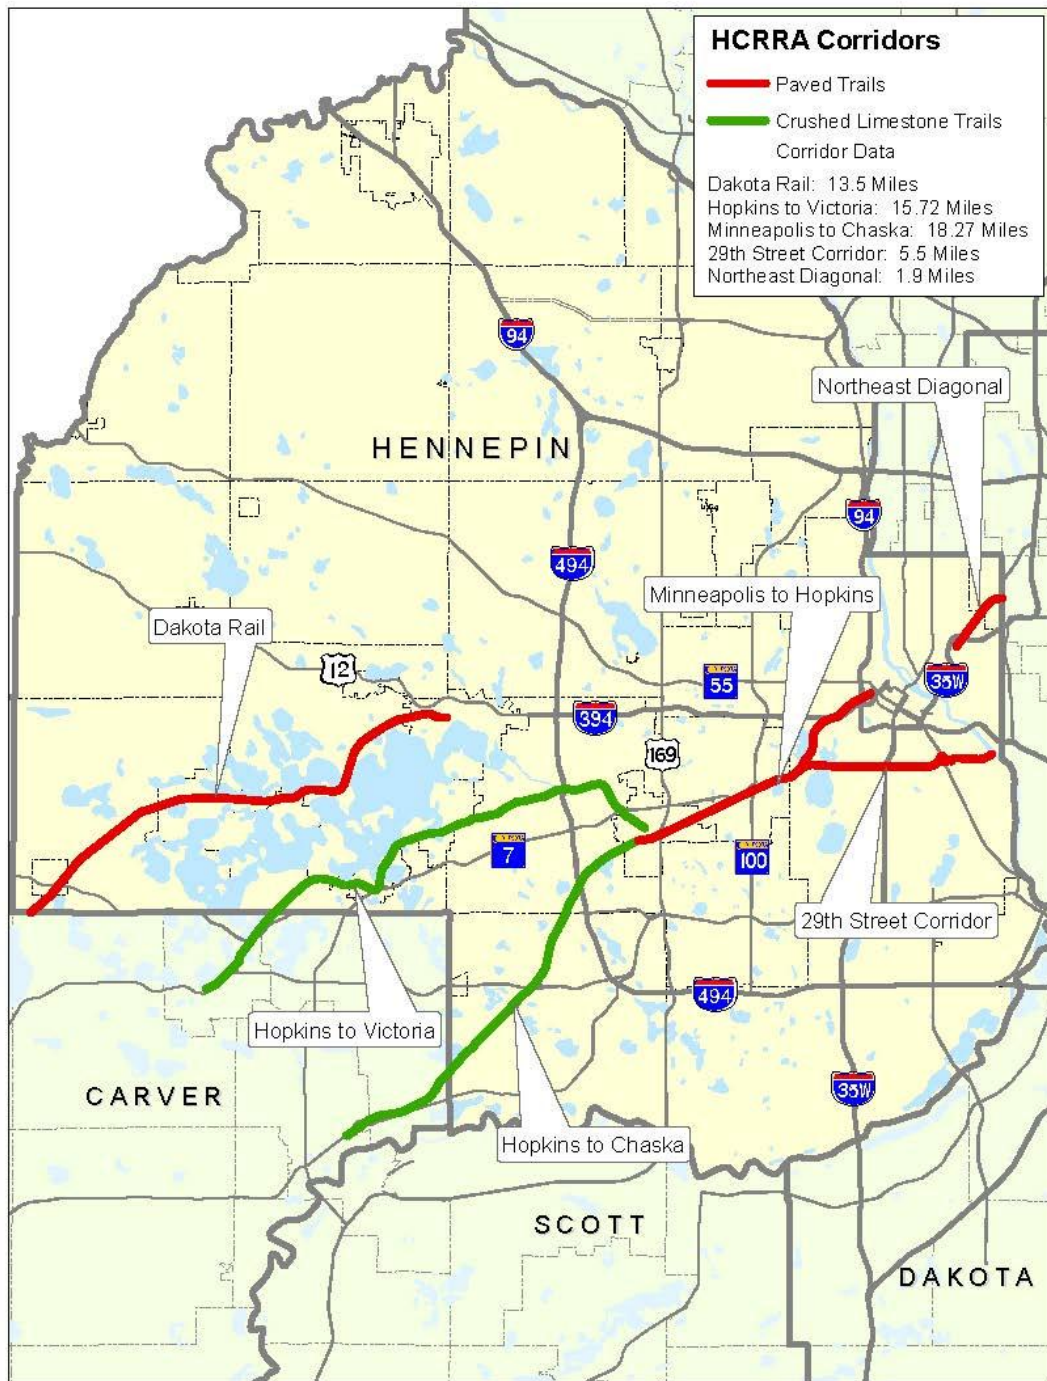 HCRRA Corridors
Paved Trails
Crushed Limestone Trails
Corridor Data
Dakota Rail: 13.5 Miles
Hopkins to Victoria: 15.72 Miles
Minneapolis to Chaska: 18.27 Miles
29th Street Corridor: 5.5 Miles
Northeast Diagonal: 1.9 Miles
94
Northeast Diagonal
HENNEPIN
94
494
Minneapolis to Hopkins
Dakota Rail
12
55
35W
394
169
7
100
29th Street Corridor
494
Hopkins to Victoria
CARVER
35W
Hopkins to Chaska
SCOTT
DAKOTA